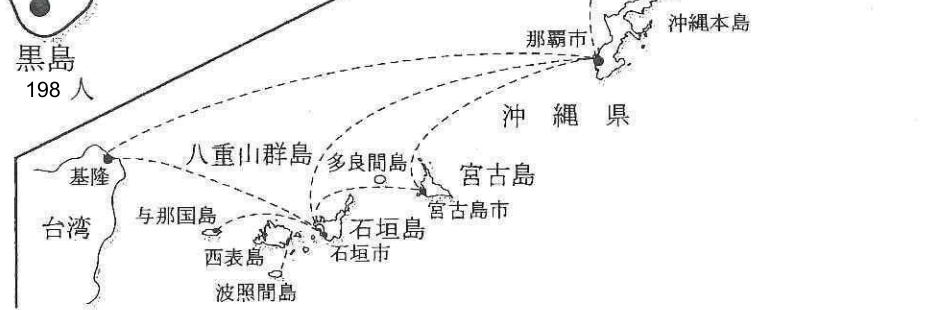 黒島
198 人
那覇市
沖縄本島
沖縄県
八重山群島
多良間島
宮古島
基隆
宮古島市
与那国島
台湾
石垣島
西表島
石垣市
波照間島